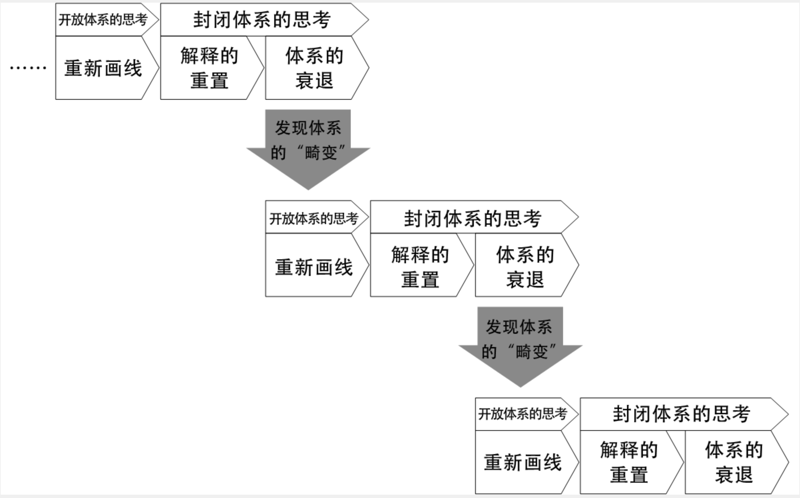 开放体系的思考
封闭体系的思考
……
重新画线
解释的
重置
体系的
衰退
发现体系
的“畸变”
开放体系的思考
封闭体系的思考
重新画线
解释的
重置
体系的
衰退
发现体系
的“畸变”
开放体系的思考
封闭体系的思考
重新画线
解释的
重置
体系的
衰退